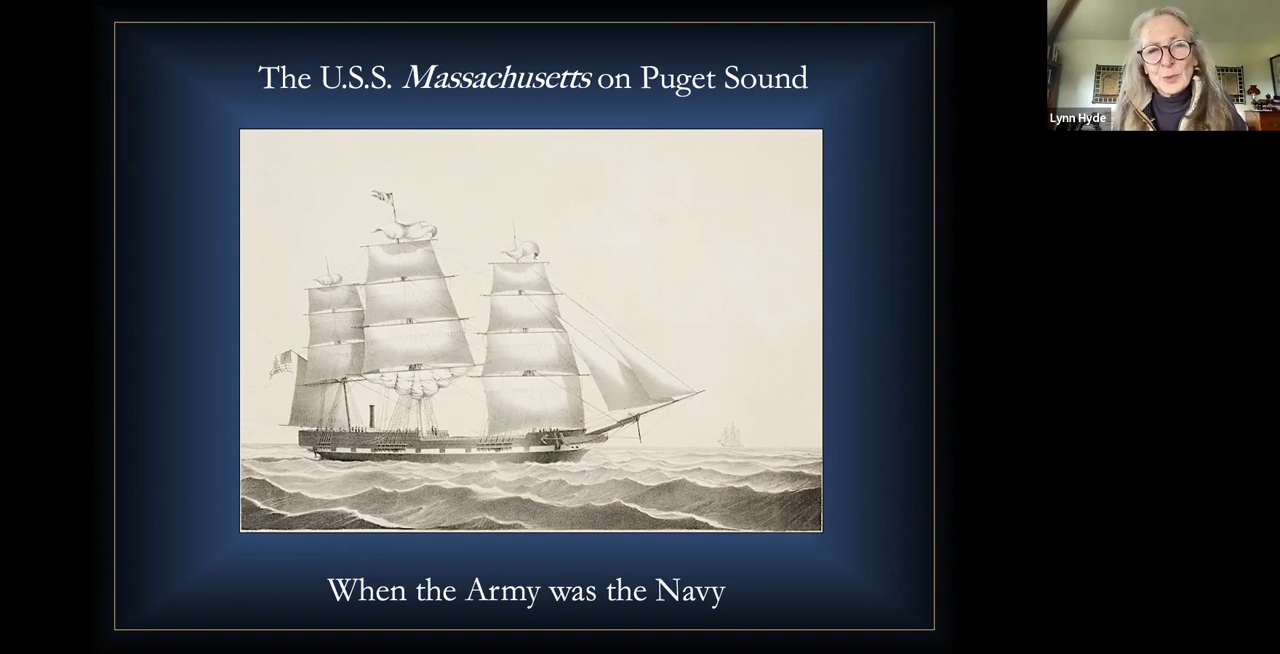 The U.S.S. Massachusetts on Puget Sound
Lynn Hyde
When the Army was the Navy